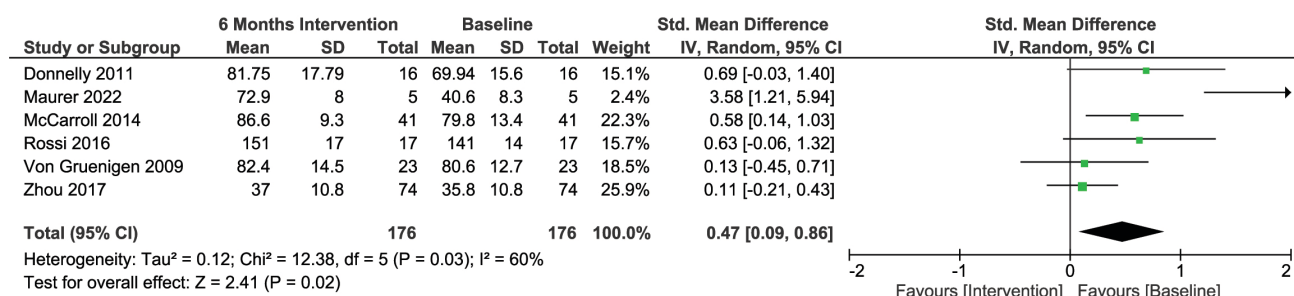 6 Months Intervention Baseline Std. Mean Difference Std. Mean Difference
Study or Subgroup Mean SD Total Mean SD Total Weight IV, Random, 95% CI IV, Random, 95% CI
Donnelly 2011 81.75 17.79 16 69.94 15.6 16 15.1% 0.69 [-0.03, 1.40]
Maurer 2022 72.9 8 5 40.6 8.3 5 2.4% 3.58 [1.21, 5.94]
McCarroll 2014 86.6 9.3 41 79.8 13.4 41 22.3% 0.58 [0.14, 1.03]
Rossi 2016 151 17 17 141 14 17 15.7% 0.63 [-0.06, 1.32]
Von Gruenigen 2009 82.4 14.5 23 80.6 12.7 23 18.5% 0.13 [-0.45, 0.71]
Zhou 2017 37 10.8 74 35.8 10.8 74 25.9% 0.11 [-0.21, 0.43]
Total (95% CI) 176 176 100.0% 0.47 [0.09, 0.86]
Heterogeneity: Tau² = 0.12; Chi² = 12.38, df = 5 (P = 0.03); I² = 60%
Test for overall effect: Z = 2.41 (P = 0.02)
-2 -1 0 1 2
Favours [Intervention] Favours [Baseline]